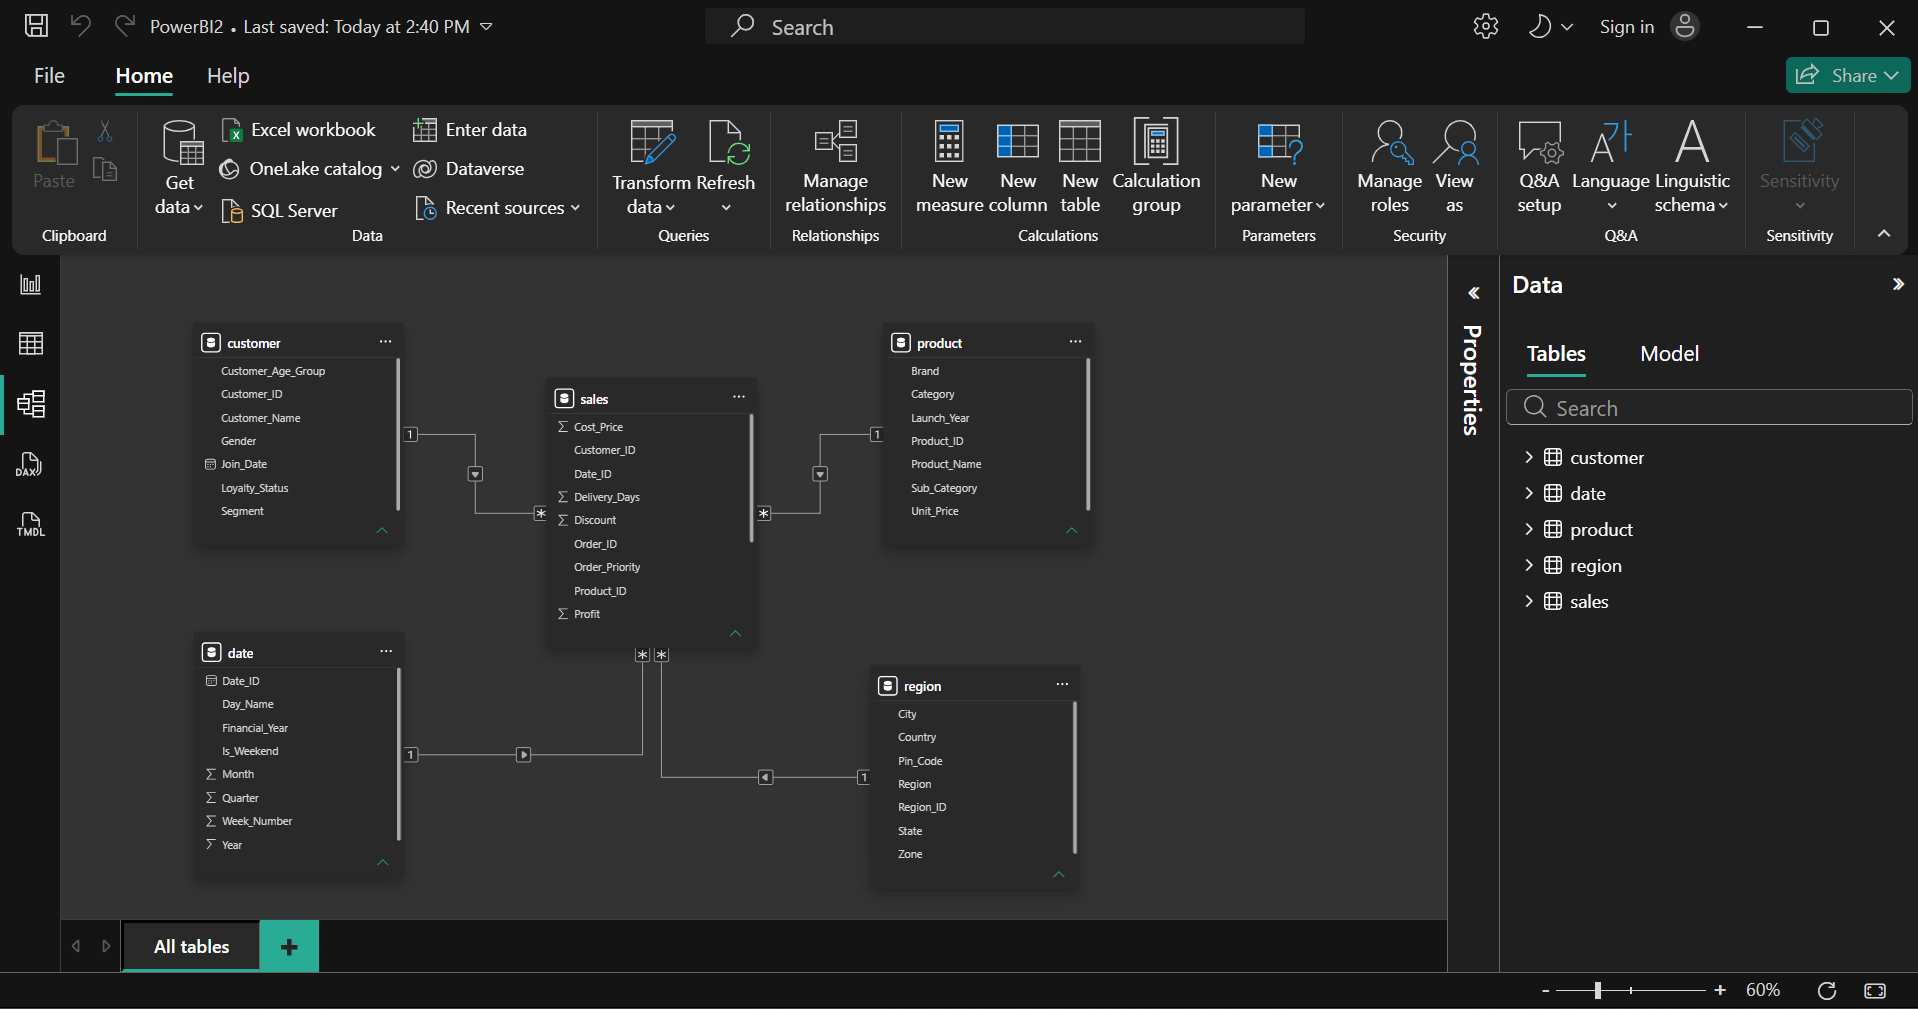 PowerBI2 • Last saved: Today at 2:40 PM
Search
Sign in
File
Home
Help
Share
Paste
Clipboard
Get data
Excel workbook
OneLake catalog
SQL Server
Enter data
Dataverse
Recent sources
Data
Transform data
Refresh
Queries
Manage relationships
Relationships
New measure
New column
New table
Calculation group
Calculations
New parameter
Parameters
Manage roles
View as
Security
Q&A setup
Language
Linguistic schema
Q&A
Sensitivity
Sensitivity
DAX
TMDL
customer
Customer_Age_Group
Customer_ID
Customer_Name
Gender
Join_Date
Loyalty_Status
Segment
1
*
sales
Σ Cost_Price
Customer_ID
Date_ID
Σ Delivery_Days
Σ Discount
Order_ID
Order_Priority
Product_ID
Σ Profit
*
1
product
Brand
Category
Launch_Year
Product_ID
Product_Name
Sub_Category
Unit_Price
date
Date_ID
Day_Name
Financial_Year
Is_Weekend
Σ Month
Σ Quarter
Σ Week_Number
Σ Year
1
* *
1
region
City
Country
Pin_Code
Region
Region_ID
State
Zone
Properties
Data
Tables
Model
Search
customer
date
product
region
sales
All tables
+
- + 60%